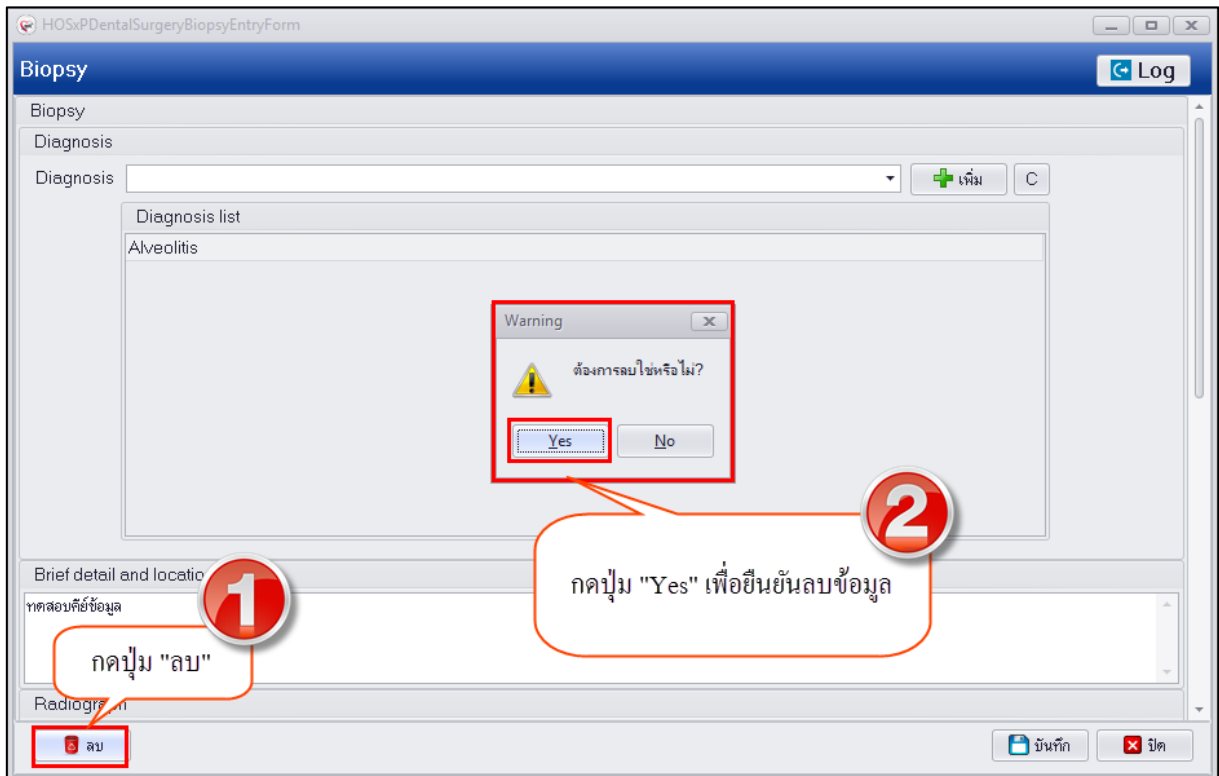 HOSxPDentalSurgeryBiopsyEntryForm
Biopsy
Log
Biopsy
Diagnosis
Diagnosis
เพิ่ม
C
Diagnosis list
Alveolitis
Warning
ต้องการลบใช่หรือไม่?
Yes
No
2
กดปุ่ม "Yes" เพื่อยืนยันลบข้อมูล
Brief detail and locatio
1
ทดสอบคีย์ข้อมูล
กดปุ่ม "ลบ"
Radiograph
ลบ
บันทึก
ปิด